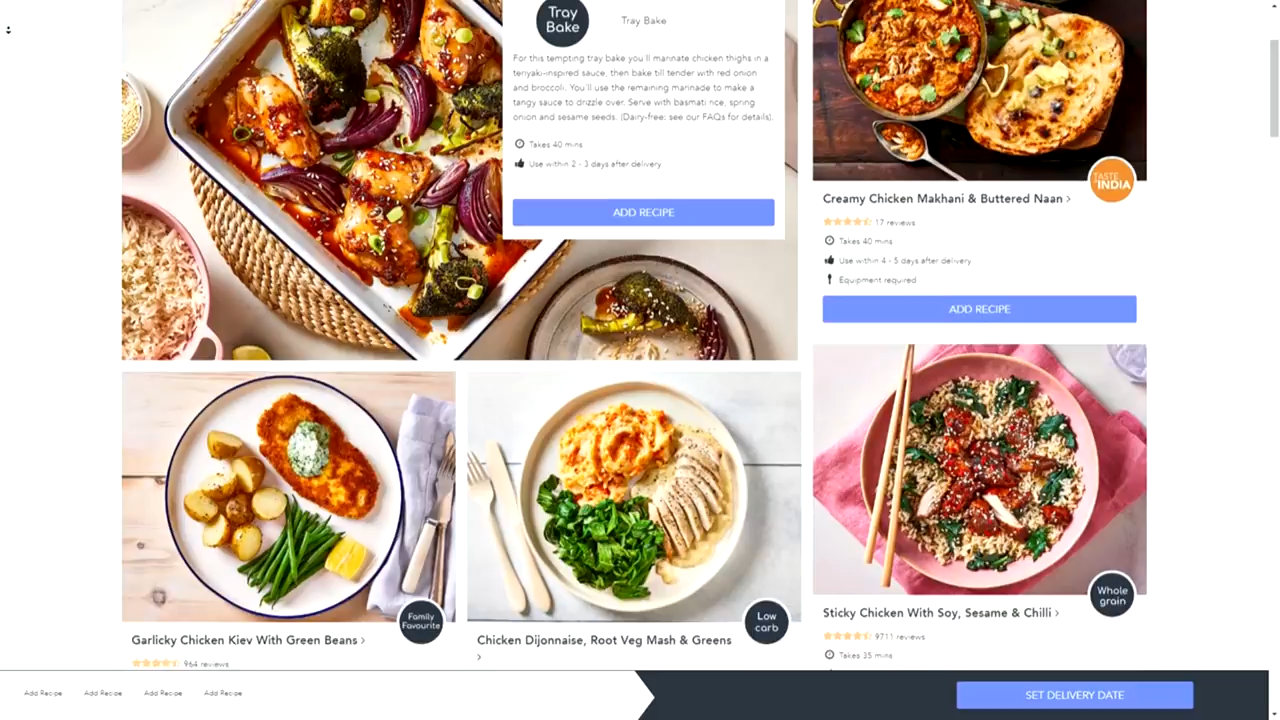 Tray
Bake
Tray Bake
For this tempting tray bake you'll marinate chicken thighs in a
teriyaki-inspired sauce, then bake till tender with red onion
and broccoli. You'll use the remaining marinade to make a
tangy sauce to drizzle over. Serve with basmati rice, spring
onion and sesame seeds. (Dairy-free: see our FAQs for details).
Takes 40 mins
Use within 2 - 3 days after delivery
ADD RECIPE
TASTE
of INDIA
Creamy Chicken Makhani & Buttered Naan >
17 reviews
Takes 40 mins
Use within 4 - 5 days after delivery
Equipment required
ADD RECIPE
Family
Favourite
Garlicky Chicken Kiev With Green Beans >
964 reviews
Low
carb
Chicken Dijonnaise, Root Veg Mash & Greens
>
Whole
grain
Sticky Chicken With Soy, Sesame & Chilli >
9711 reviews
Takes 35 mins
Add Recipe Add Recipe Add Recipe Add Recipe
SET DELIVERY DATE